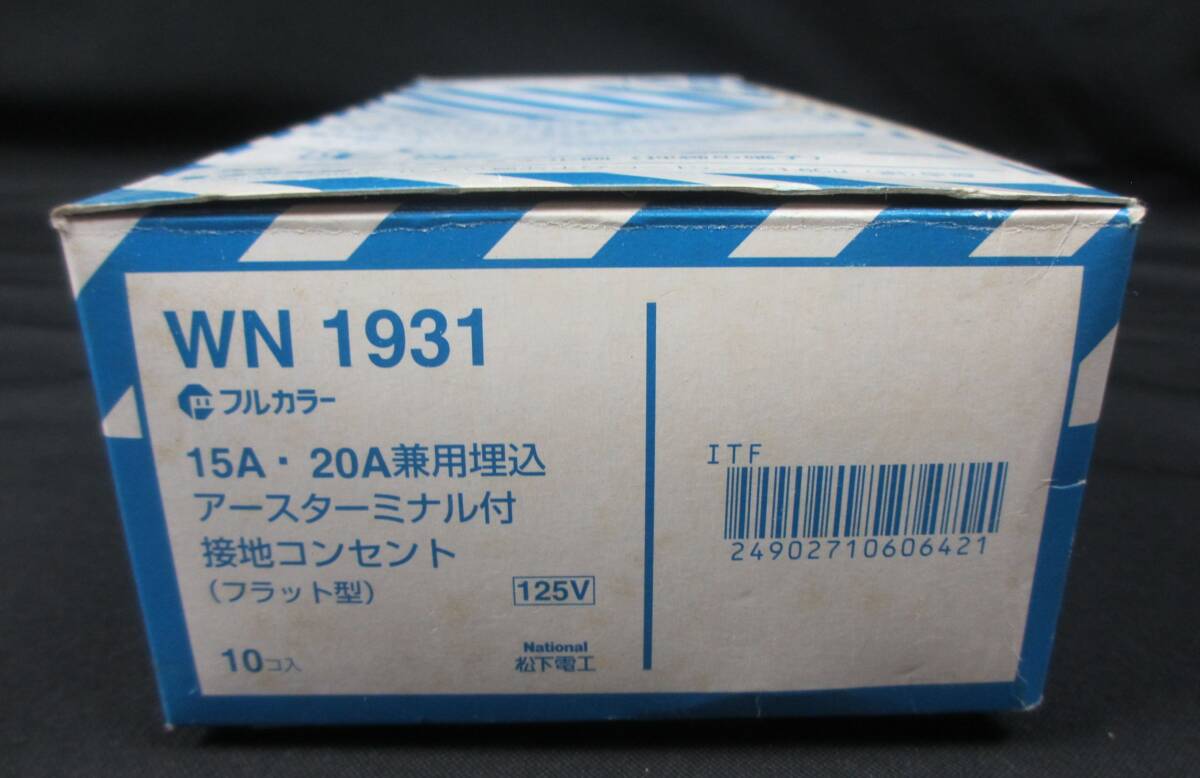 WN 1931
フルカラー
15A・20A兼用埋込
アースターミナル付
接地コンセント
(フラット型)
125V
10コ入
National
松下電工
ITF
24902710606421